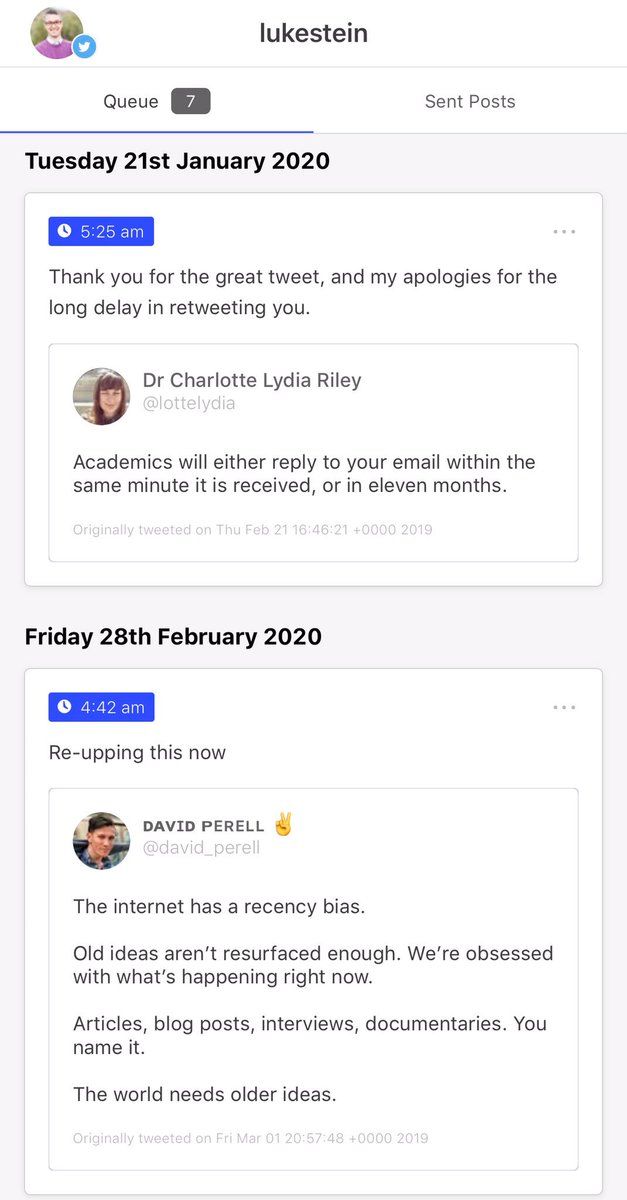 lukestein
Queue 7
Sent Posts
Tuesday 21st January 2020
5:25 am
Thank you for the great tweet, and my apologies for the
long delay in retweeting you.
Dr Charlotte Lydia Riley
@lottelydia
Academics will either reply to your email within the
same minute it is received, or in eleven months.
Originally tweeted on Thu Feb 21 16:46:21 +0000 2019
Friday 28th February 2020
4:42 am
Re-upping this now
ᴅᴀᴠɪᴅ ᴘERELL ✌️
@david_perell
The internet has a recency bias.
Old ideas aren’t resurfaced enough. We’re obsessed
with what’s happening right now.
Articles, blog posts, interviews, documentaries. You
name it.
The world needs older ideas.
Originally tweeted on Fri Mar 01 20:57:48 +0000 2019